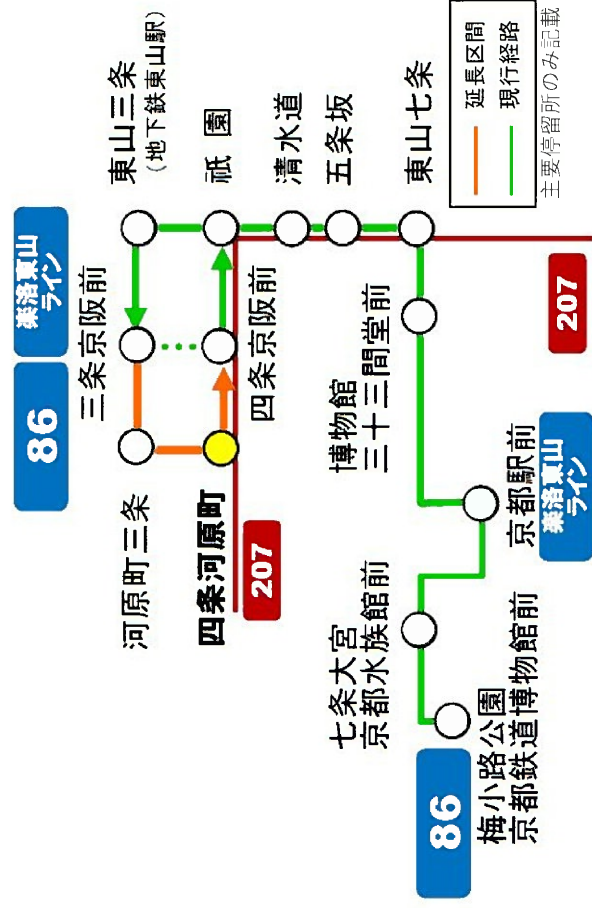 86
楽洛東山
ライン
河原町三条
三条京阪前
東山三条
(地下鉄東山駅)
四条河原町
四条京阪前
祇園
207
清水道
五条坂
七条大宮
京都水族館前
博物館
三十三間堂前
東山七条
86
梅小路公園
京都鉄道博物館前
京都駅前
楽洛東山
ライン
207
延長区間
現行経路
主要停留所のみ記載